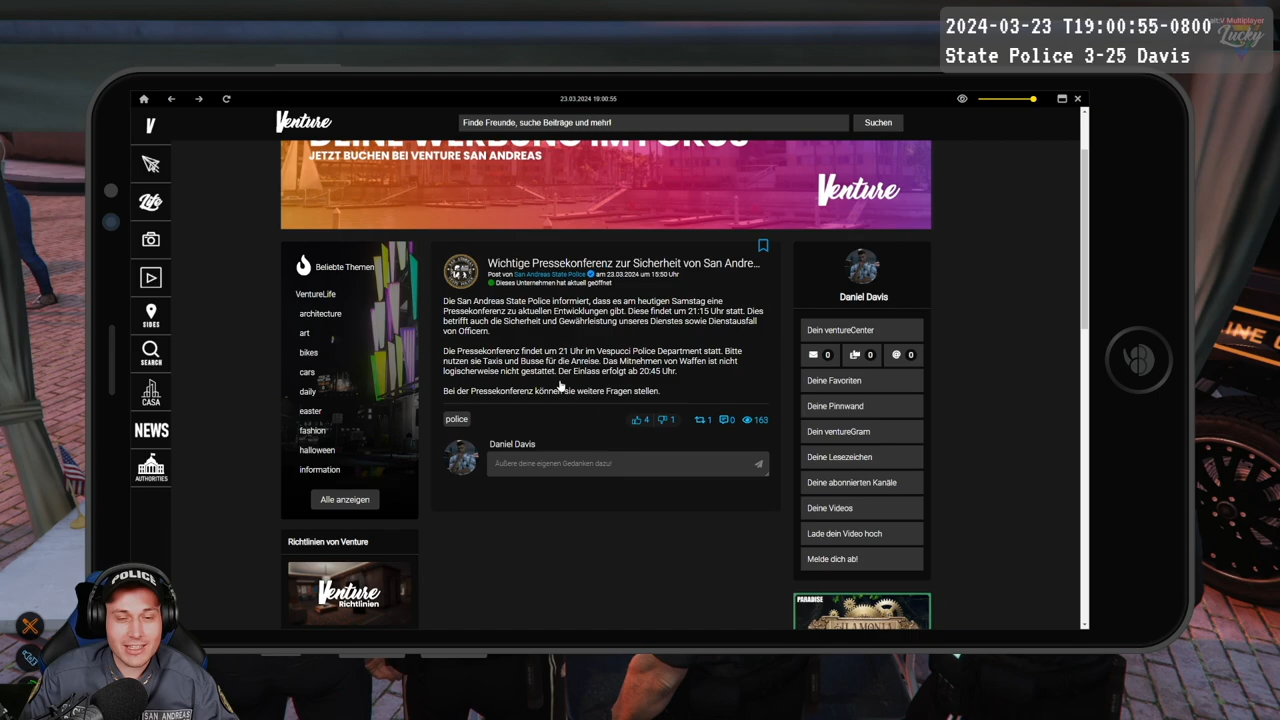 2024-03-23 T19:00:55-0800
State Police 3-25 Davis
alt:V Multiplayer
Lucky
23.03.2024 19:00:55
Venture
Finde Freunde, suche Beiträge und mehr!
Suchen
V
Life
SIDES
SEARCH
CASA
NEWS
AUTHORITIES
DEINE WERBUNG IM FOKUS
JETZT BUCHEN BEI VENTURE SAN ANDREAS
Venture
Beliebte Themen
VentureLife
architecture
art
bikes
cars
daily
easter
fashion
halloween
information
Alle anzeigen
Richtlinien von Venture
Venture
Richtlinien
Wichtige Pressekonferenz zur Sicherheit von San Andre...
Post von San Andreas State Police am 23.03.2024 um 15:50 Uhr
Dieses Unternehmen hat aktuell geöffnet
Die San Andreas State Police informiert, dass es am heutigen Samstag eine
Pressekonferenz zu aktuellen Entwicklungen gibt. Diese findet um 21:15 Uhr statt. Dies
betrifft auch die Sicherheit und Gewährleistung unseres Dienstes sowie Dienstausfall
von Officern.
Die Pressekonferenz findet um 21 Uhr im Vespucci Police Department statt. Bitte
nutzen sie Taxis und Busse für die Anreise. Das Mitnehmen von Waffen ist nicht
logischerweise nicht gestattet. Der Einlass erfolgt ab 20:45 Uhr.
Bei der Pressekonferenz können sie weitere Fragen stellen.
police
4 1 1 0 163
Daniel Davis
Äußere deine eigenen Gedanken dazu!
Daniel Davis
Dein ventureCenter
0 0 0
Deine Favoriten
Deine Pinnwand
Dein ventureGram
Deine Lesezeichen
Deine abonnierten Kanäle
Deine Videos
Lade dein Video hoch
Melde dich ab!
PARADISE
POLICE
SAN ANDREAS